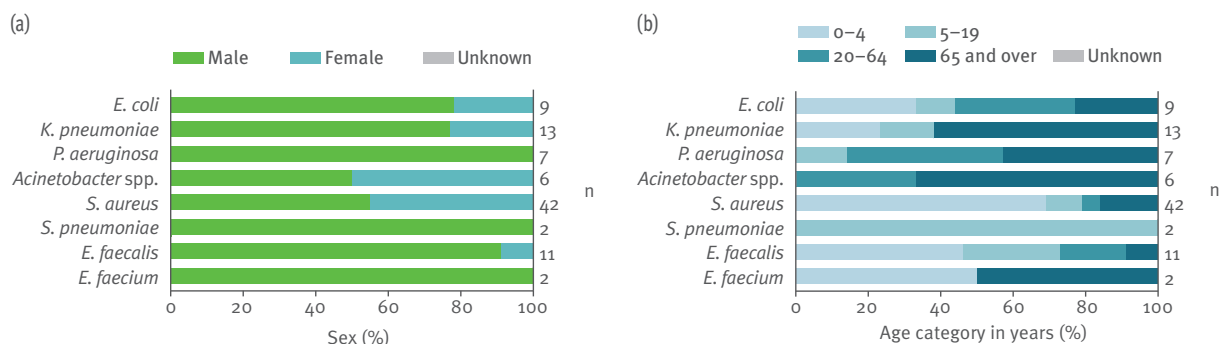 (a)
Male Female Unknown
E. coli 9
K. pneumoniae 13
P. aeruginosa 7
Acinetobacter spp. 6
S. aureus 42
S. pneumoniae 2
E. faecalis 11
E. faecium 2
n
0 20 40 60 80 100
Sex (%)
(b)
0–4 5–19
20–64 65 and over Unknown
E. coli 9
K. pneumoniae 13
P. aeruginosa 7
Acinetobacter spp. 6
S. aureus 42
S. pneumoniae 2
E. faecalis 11
E. faecium 2
n
0 20 40 60 80 100
Age category in years (%)